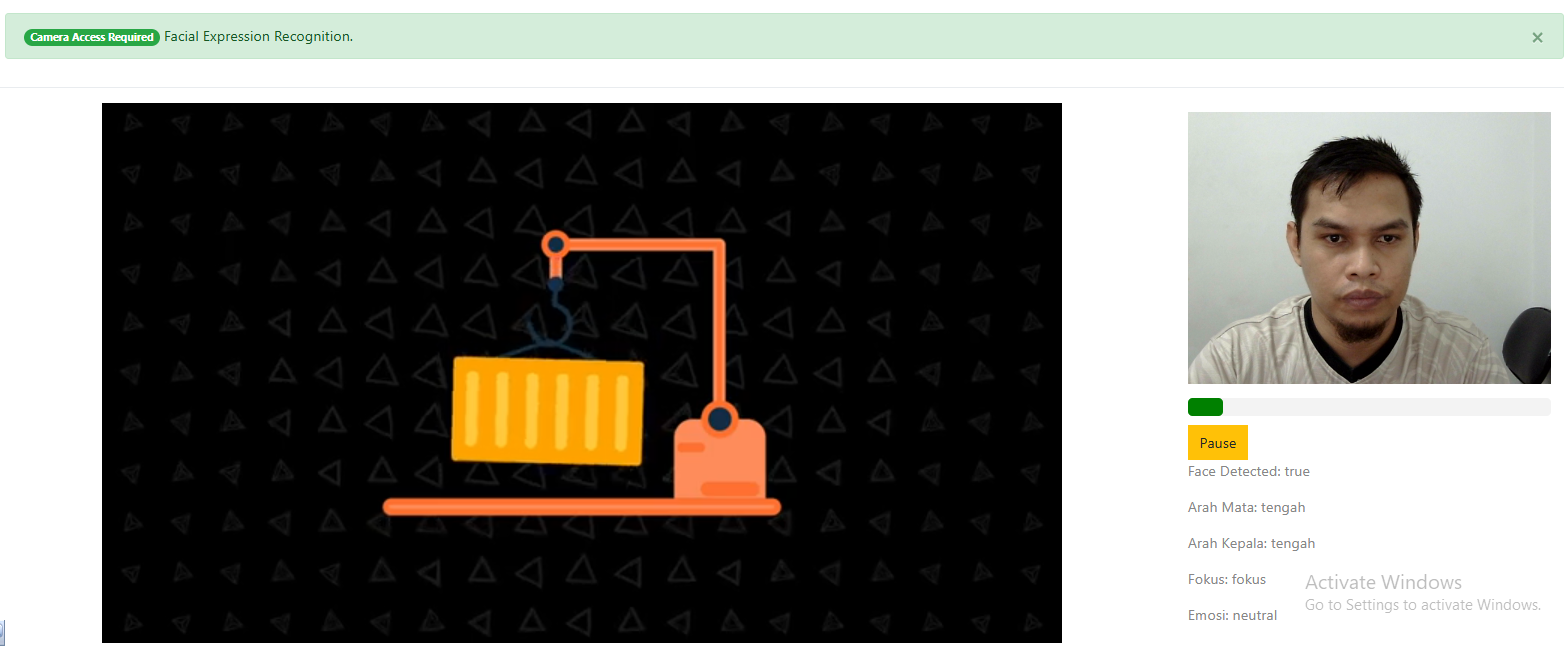 Camera Access Required Facial Expression Recognition.
×
Pause
Face Detected: true
Arah Mata: tengah
Arah Kepala: tengah
Fokus: fokus
Emosi: neutral
Activate Windows
Go to Settings to activate Windows.